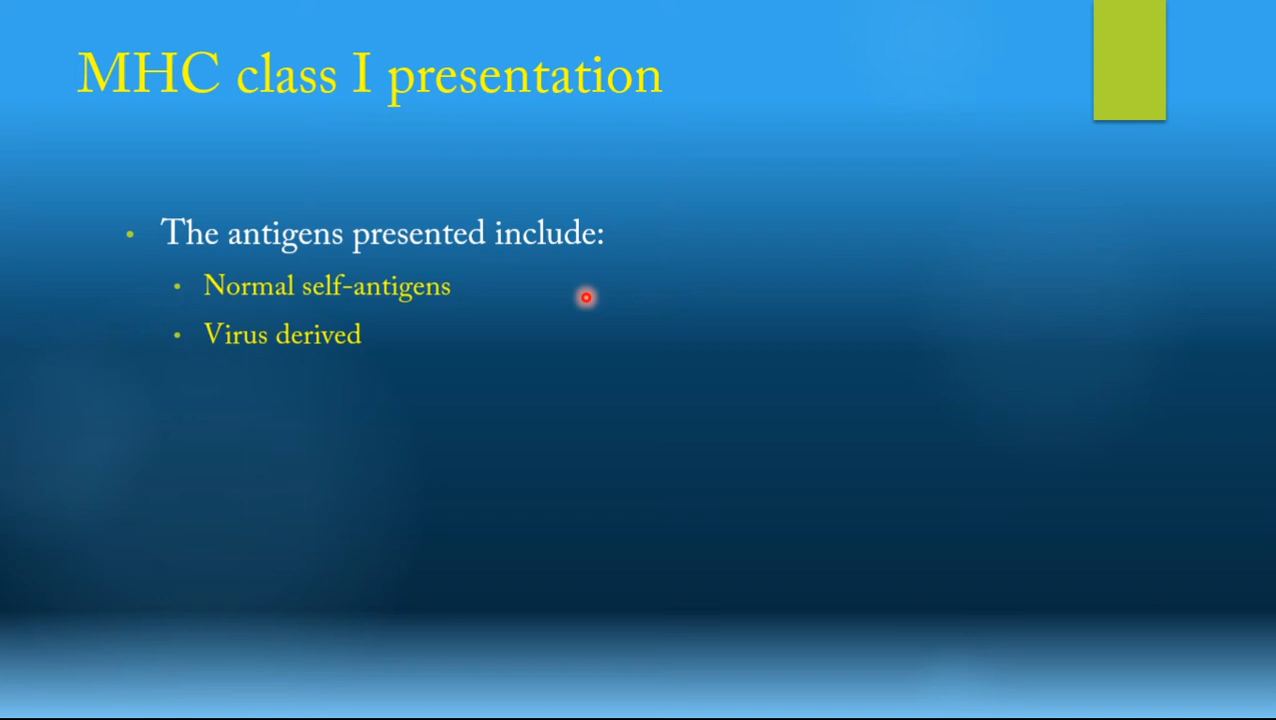 MHC class I presentation
The antigens presented include:
Normal self-antigens
Virus derived